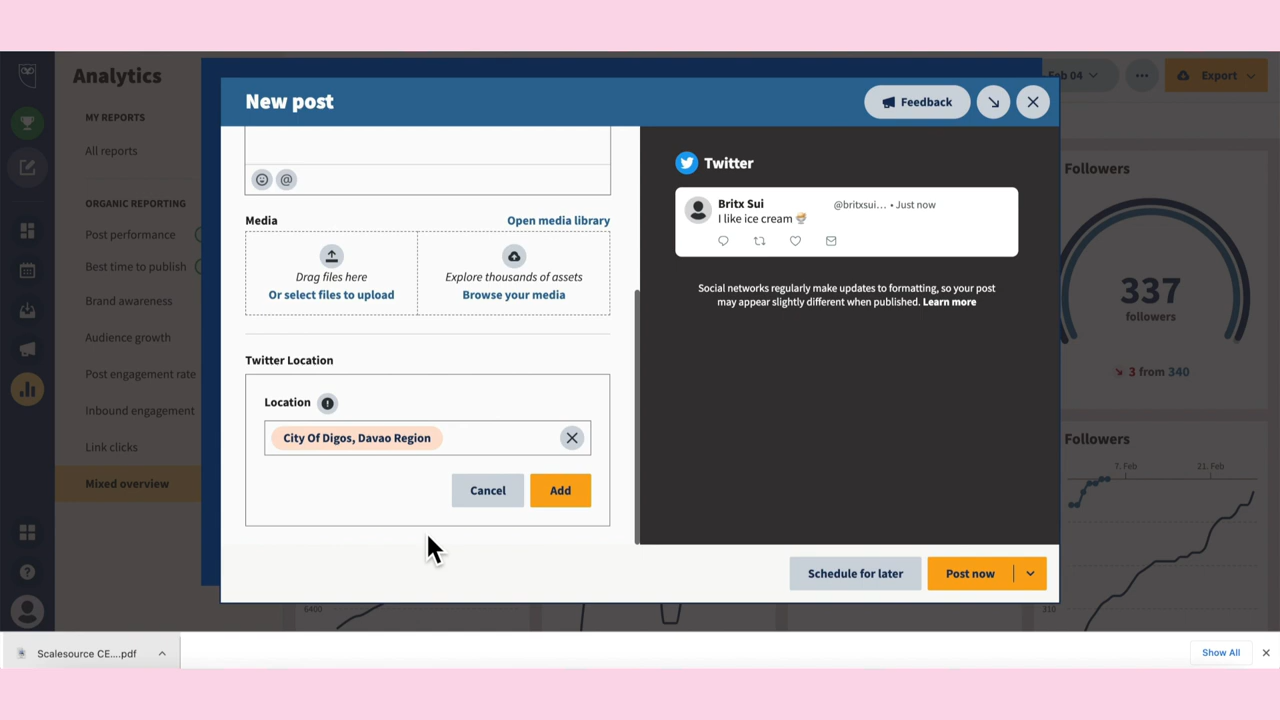 Analytics
MY REPORTS
All reports
ORGANIC REPORTING
Post performance
Best time to publish
Brand awareness
Audience growth
Post engagement rate
Inbound engagement
Link clicks
Mixed overview
New post
Feedback
Media
Open media library
Drag files here
Or select files to upload
Explore thousands of assets
Browse your media
Twitter Location
Location
City Of Digos, Davao Region
Cancel
Add
Twitter
Britx Sui
@britxsui... • Just now
I like ice cream 🍨
Social networks regularly make updates to formatting, so your post
may appear slightly different when published. Learn more
Schedule for later
Post now
Feb 04
Export
Followers
337
followers
3 from 340
Followers
7. Feb
21. Feb
310
6400
Scalesource CE....pdf
Show All